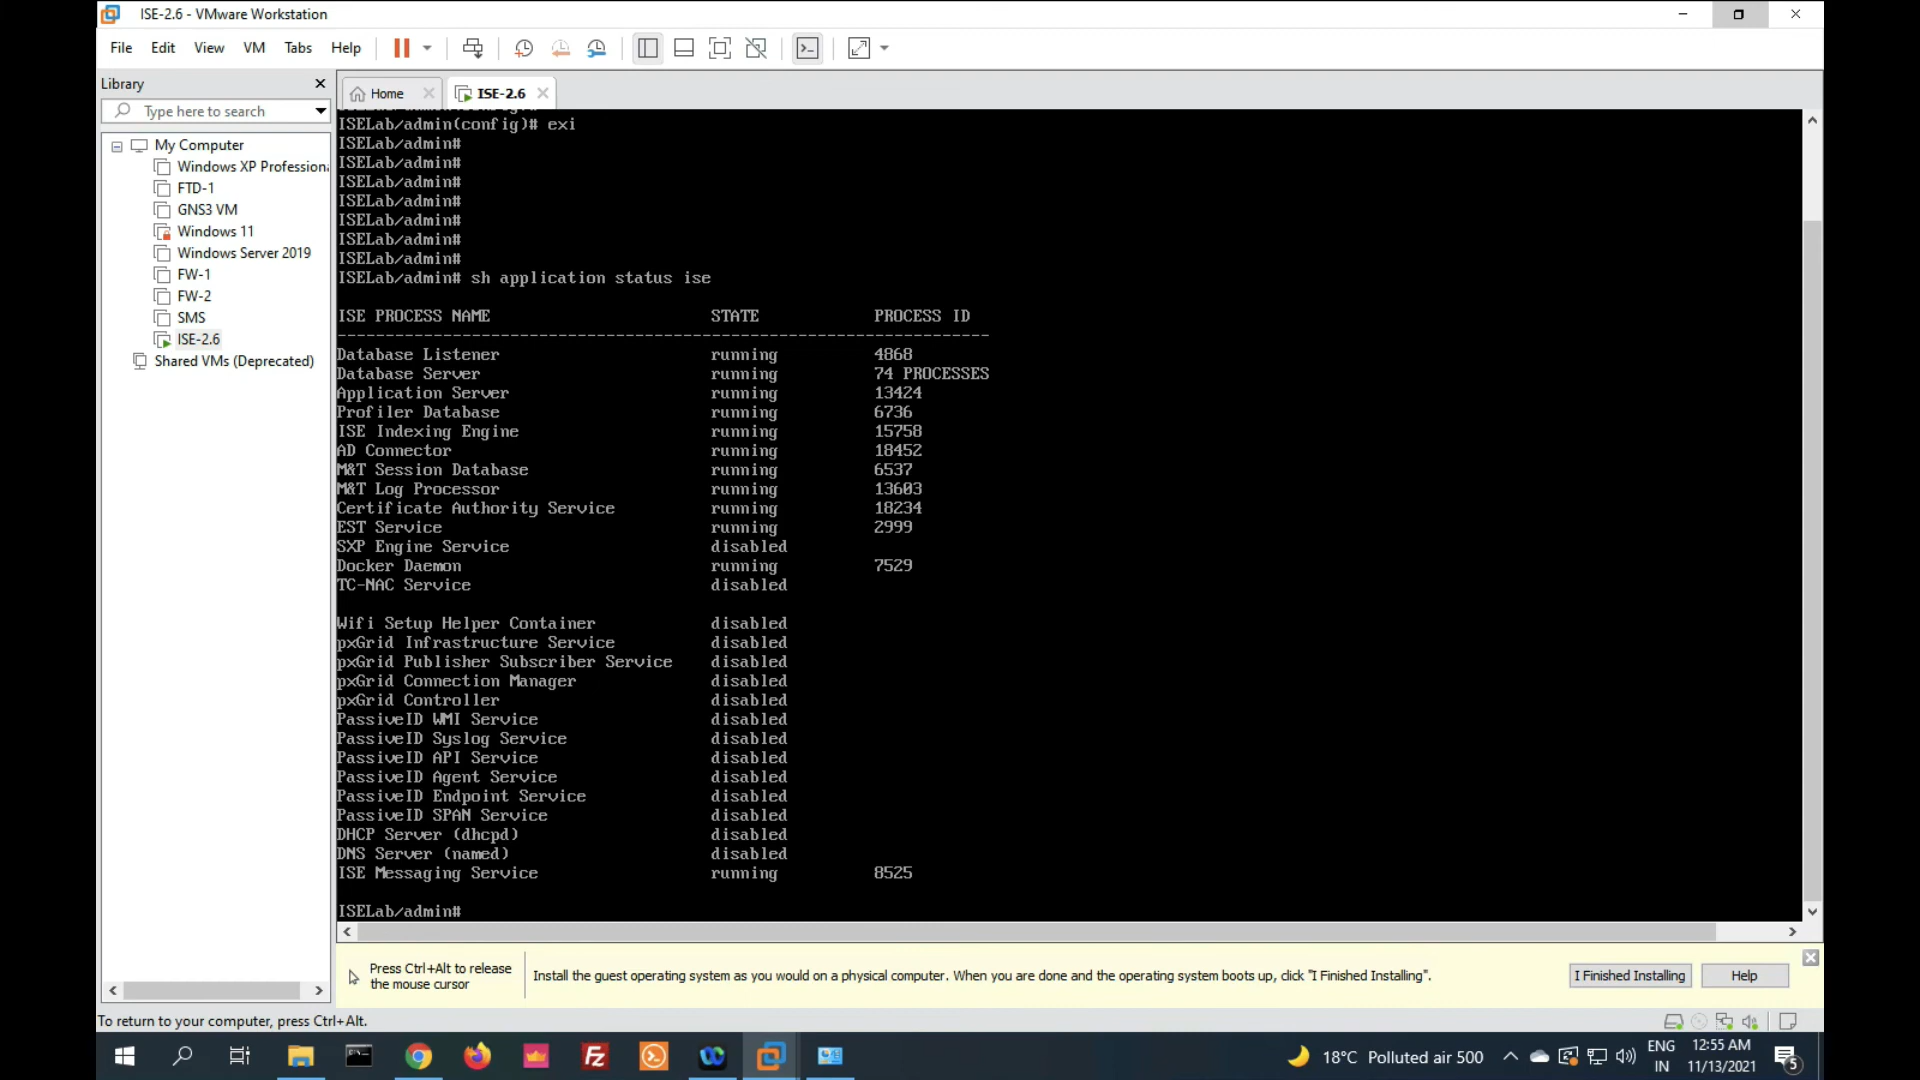 ISE-2.6 - VMware Workstation
File Edit View VM Tabs Help
Library
Type here to search
My Computer
Windows XP Profession
FTD-1
GNS3 VM
Windows 11
Windows Server 2019
FW-1
FW-2
SMS
ISE-2.6
Shared VMs (Deprecated)
Home
ISE-2.6
ISELab/admin(config)# exi
ISELab/admin#
ISELab/admin#
ISELab/admin#
ISELab/admin#
ISELab/admin#
ISELab/admin#
ISELab/admin#
ISELab/admin# sh application status ise
ISE PROCESS NAME STATE PROCESS ID
--------------------------------------------------------------------
Database Listener running 4868
Database Server running 74 PROCESSES
Application Server running 13424
Profiler Database running 6736
ISE Indexing Engine running 15758
AD Connector running 18452
M&T Session Database running 6537
M&T Log Processor running 13603
Certificate Authority Service running 18234
EST Service running 2999
SXP Engine Service disabled
Docker Daemon running 7529
TC-NAC Service disabled
Wifi Setup Helper Container disabled
pxGrid Infrastructure Service disabled
pxGrid Publisher Subscriber Service disabled
pxGrid Connection Manager disabled
pxGrid Controller disabled
PassiveID WMI Service disabled
PassiveID Syslog Service disabled
PassiveID API Service disabled
PassiveID Agent Service disabled
PassiveID Endpoint Service disabled
PassiveID SPAN Service disabled
DHCP Server (dhcpd) disabled
DNS Server (named) disabled
ISE Messaging Service running 8525
ISELab/admin#
Press Ctrl+Alt to release
the mouse cursor
Install the guest operating system as you would on a physical computer. When you are done and the operating system boots up, click "I Finished Installing".
I Finished Installing
Help
To return to your computer, press Ctrl+Alt.
18°C Polluted air 500
ENG
IN
12:55 AM
11/13/2021
5